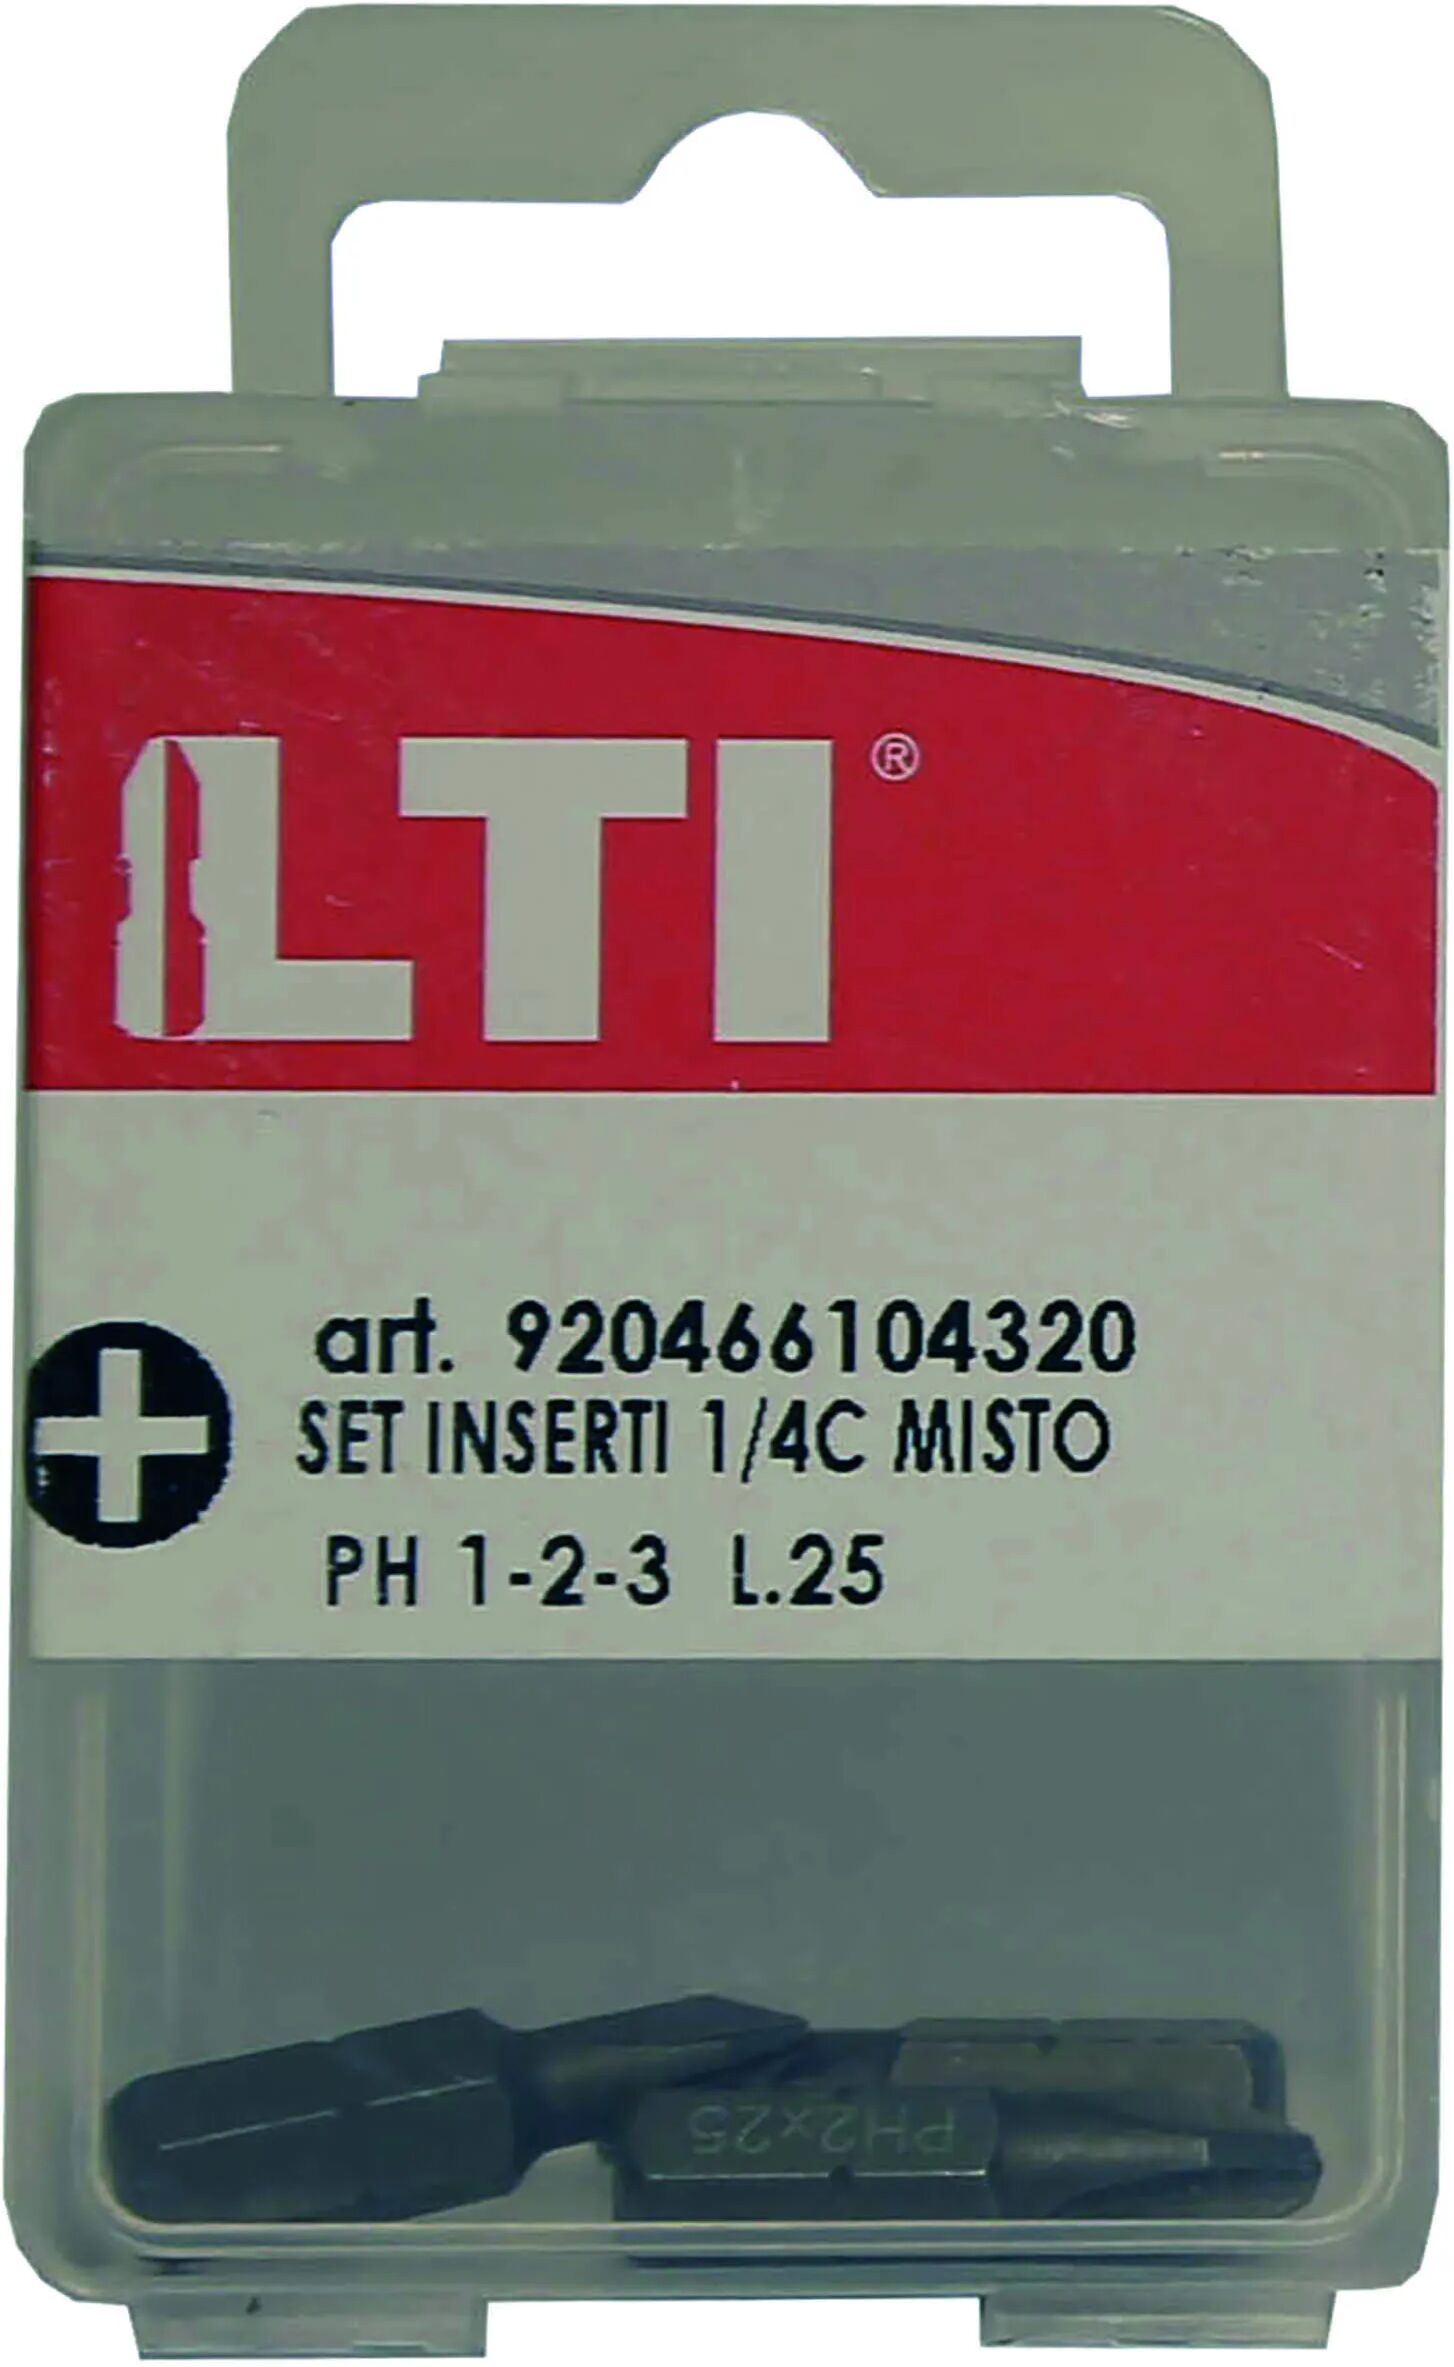 LTI®
art. 920466104320
SET INSERTI 1/4C MISTO
PH 1-2-3 L.25
PH2x25